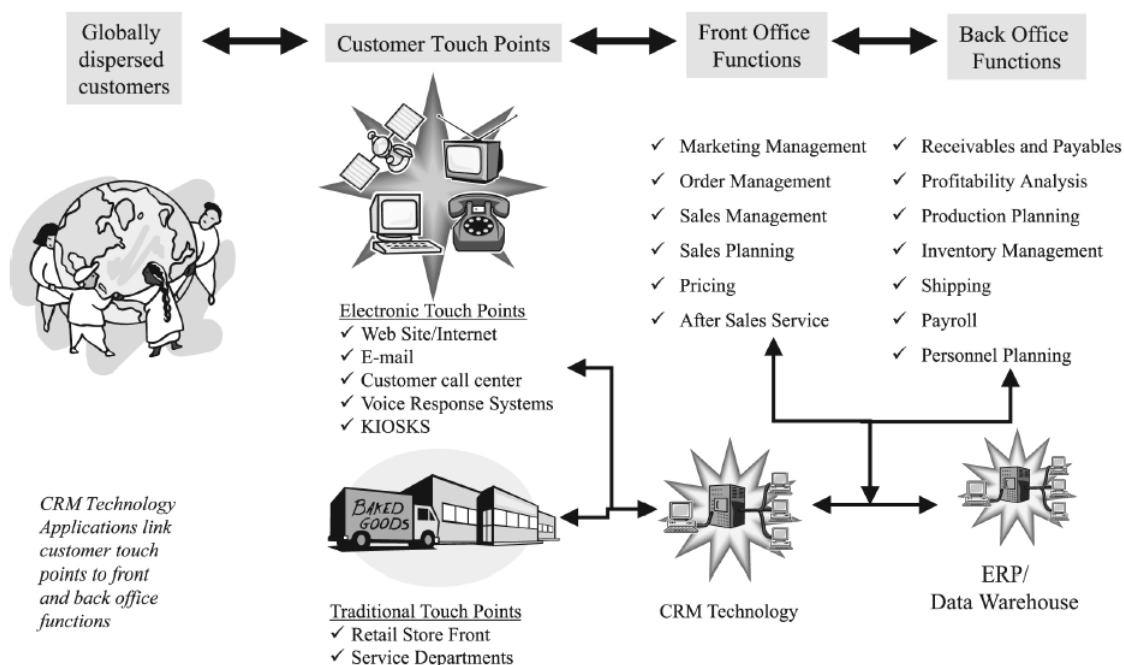 Globally
dispersed
customers
Customer Touch Points
Front Office
Functions
Back Office
Functions
✓ Marketing Management
✓ Order Management
✓ Sales Management
✓ Sales Planning
✓ Pricing
✓ After Sales Service
✓ Receivables and Payables
✓ Profitability Analysis
✓ Production Planning
✓ Inventory Management
✓ Shipping
✓ Payroll
✓ Personnel Planning
Electronic Touch Points
✓ Web Site/Internet
✓ E-mail
✓ Customer call center
✓ Voice Response Systems
✓ KIOSKS
BAKED
GOODS
Traditional Touch Points
✓ Retail Store Front
✓ Service Departments
CRM Technology
ERP/
Data Warehouse
CRM Technology
Applications link
customer touch
points to front
and back office
functions